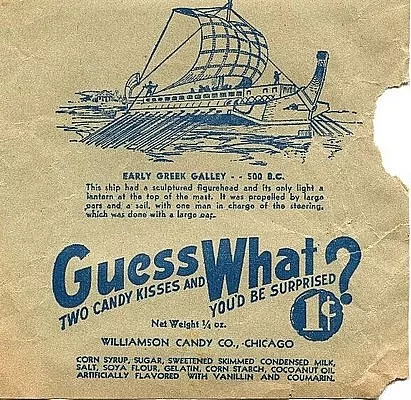 EARLY GREEK GALLEY - - 500 B.C.
This ship had a sculptured figurehead and its only light a
lantern at the top of the mast. It was propelled by large
oars and a sail, with one man in charge of the steering,
which was done with a large oar.
Guess What?
TWO CANDY KISSES AND YOU'D BE SURPRISED
1¢
Net Weight ¼ oz.
WILLIAMSON CANDY CO., -CHICAGO
CORN SYRUP, SUGAR, SWEETENED SKIMMED CONDENSED MILK,
SALT, SOYA FLOUR, GELATIN, CORN STARCH, COCOANUT OIL
ARTIFICIALLY FLAVORED WITH VANILLIN AND COUMARIN.